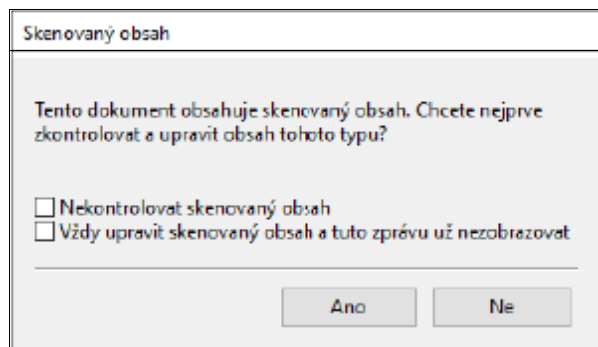 Skenovaný obsah
Tento dokument obsahuje skenovaný obsah. Chcete nejprve
zkontrolovat a upravit obsah tohoto typu?
Nekontrolovat skenovaný obsah
Vždy upravit skenovaný obsah a tuto zprávu už nezobrazovat
Ano
Ne